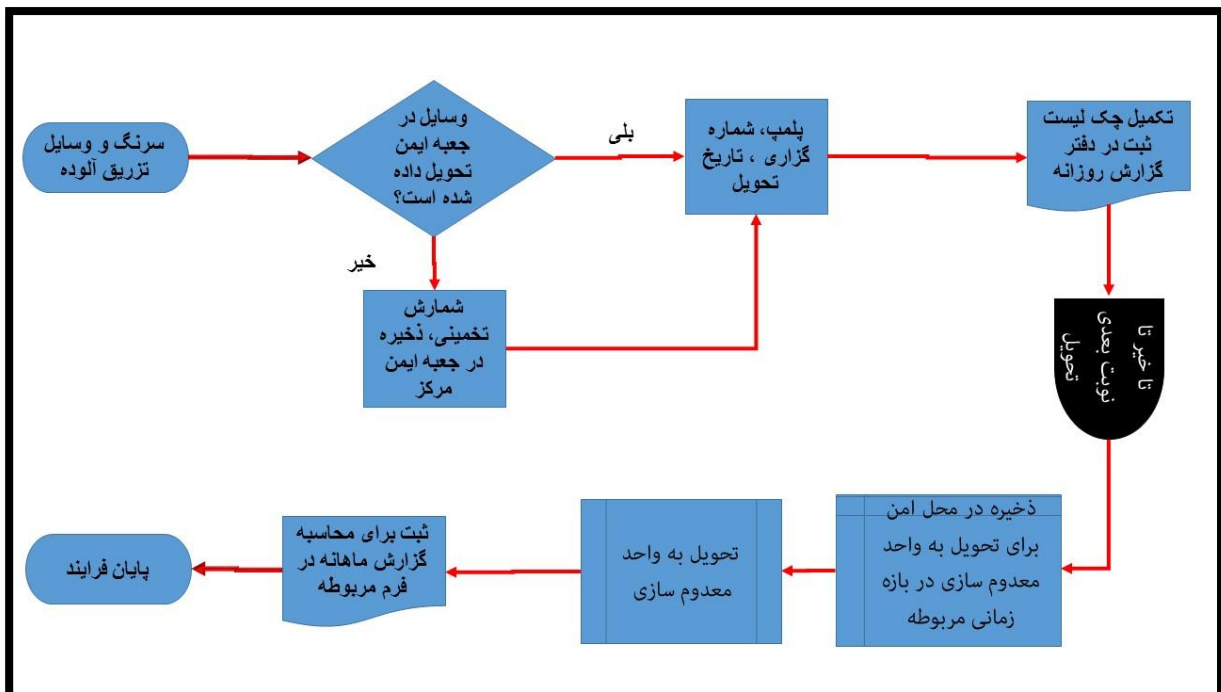 سرنگ و وسایل
تزریق آلوده
وسایل در
جعبه ایمن
تحویل داده
شده است؟
بلی
خیر
شمارش
تخمینی، ذخیره
در جعبه ایمن
مرکز
پلمپ، شماره
گزاری ، تاریخ
تحویل
تکمیل چک لیست
ثبت در دفتر
گزارش روزانه
تا خیر تا
نوبت بعدی
تحویل
ذخیره در محل امن
برای تحویل به واحد
معدوم سازی در بازه
زمانی مربوطه
تحویل به واحد
معدوم سازی
ثبت برای محاسبه
گزارش ماهانه در
فرم مربوطه
پایان فرایند